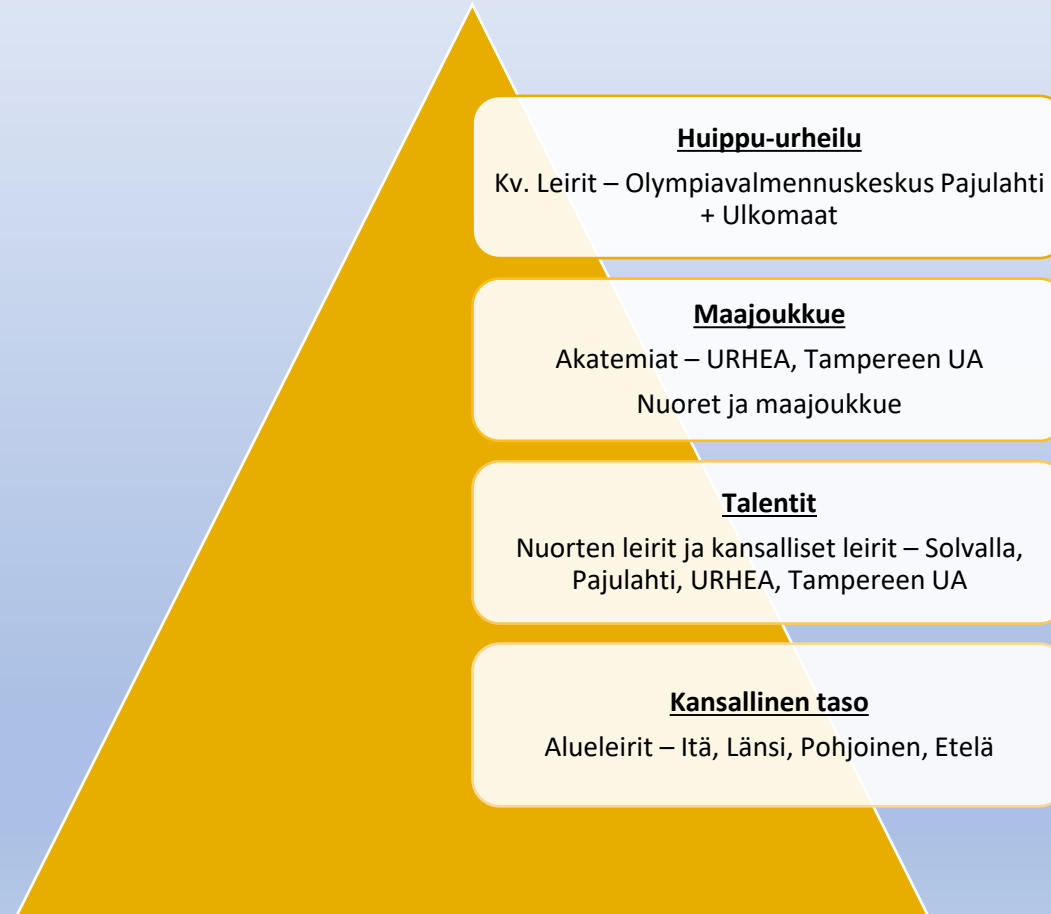 Huippu-urheilu
Kv. Leirit – Olympiavalmennuskeskus Pajulahti
+ Ulkomaat
Maajoukkue
Akatemiat – URHEA, Tampereen UA
Nuoret ja maajoukkue
Talentit
Nuorten leirit ja kansalliset leirit – Solvalla,
Pajulahti, URHEA, Tampereen UA
Kansallinen taso
Alueleirit – Itä, Länsi, Pohjoinen, Etelä